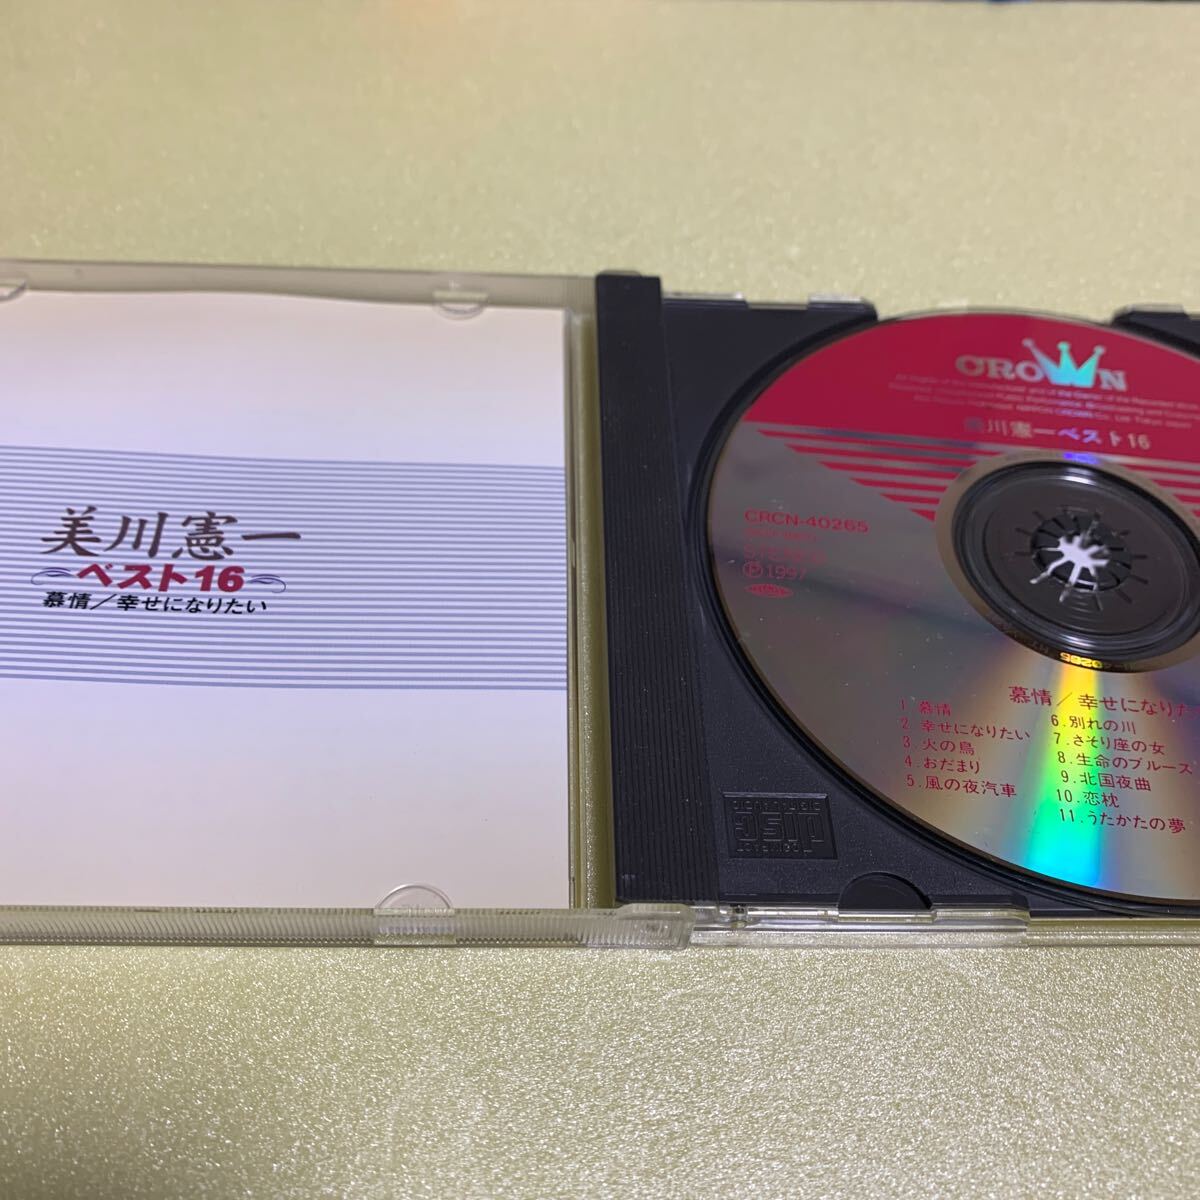 美川憲一
ベスト16
慕情／幸せになりたい
CROWN
川憲一ベスト16
CRCN-40265
STEREO
Ⓟ1997
慕情／幸せになりた
1.慕情
2.幸せになりたい
3.火の鳥
4.おだまり
5.風の夜汽車
6.別れの川
7.さそり座の女
8.生命のブルース
9.北国夜曲
10.恋枕
11.うたかたの夢
COMPACT
DISC
DIGITAL AUDIO